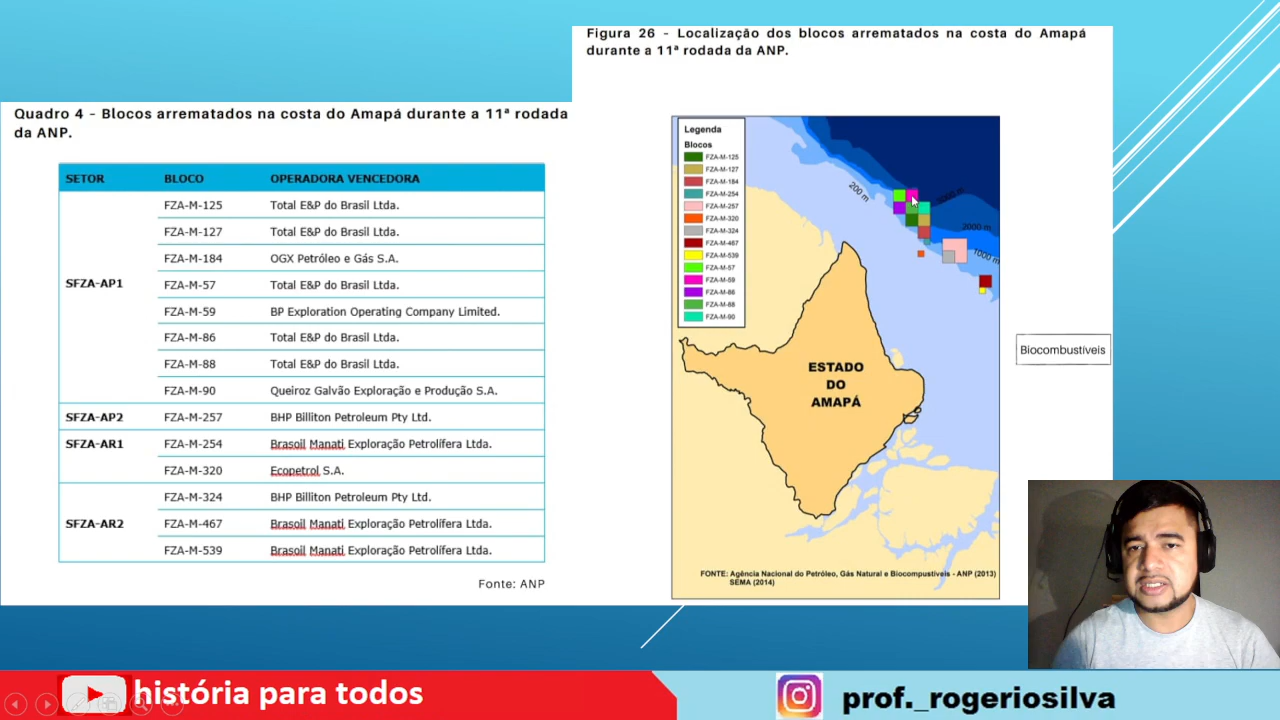 Figura 26 – Localização dos blocos arrematados na costa do Amapá
durante a 11ª rodada da ANP.
Quadro 4 – Blocos arrematados na costa do Amapá durante a 11ª rodada
da ANP.
SETOR BLOCO OPERADORA VENCEDORA
FZA-M-125 Total E&P do Brasil Ltda.
FZA-M-127 Total E&P do Brasil Ltda.
FZA-M-184 OGX Petróleo e Gás S.A.
SFZA-AP1 FZA-M-57 Total E&P do Brasil Ltda.
FZA-M-59 BP Exploration Operating Company Limited.
FZA-M-86 Total E&P do Brasil Ltda.
FZA-M-88 Total E&P do Brasil Ltda.
FZA-M-90 Queiroz Galvão Exploração e Produção S.A.
SFZA-AP2 FZA-M-257 BHP Billiton Petroleum Pty Ltd.
SFZA-AR1 FZA-M-254 Brasoil Manati Exploração Petrolífera Ltda.
FZA-M-320 Ecopetrol S.A.
FZA-M-324 BHP Billiton Petroleum Pty Ltd.
SFZA-AR2 FZA-M-467 Brasoil Manati Exploração Petrolífera Ltda.
FZA-M-539 Brasoil Manati Exploração Petrolífera Ltda.
Fonte: ANP
Legenda
Blocos
FZA-M-125
FZA-M-127
FZA-M-184
FZA-M-254
FZA-M-257
FZA-M-320
FZA-M-324
FZA-M-467
FZA-M-539
FZA-M-57
FZA-M-59
FZA-M-86
FZA-M-88
FZA-M-90
200 m
3000 m
2000 m
1000 m
ESTADO
DO
AMAPÁ
FONTE: Agência Nacional do Petróleo, Gás Natural e Biocompustíveis - ANP (2013)
SEMA (2014)
Biocombustíveis
história para todos
prof._rogeriosilva